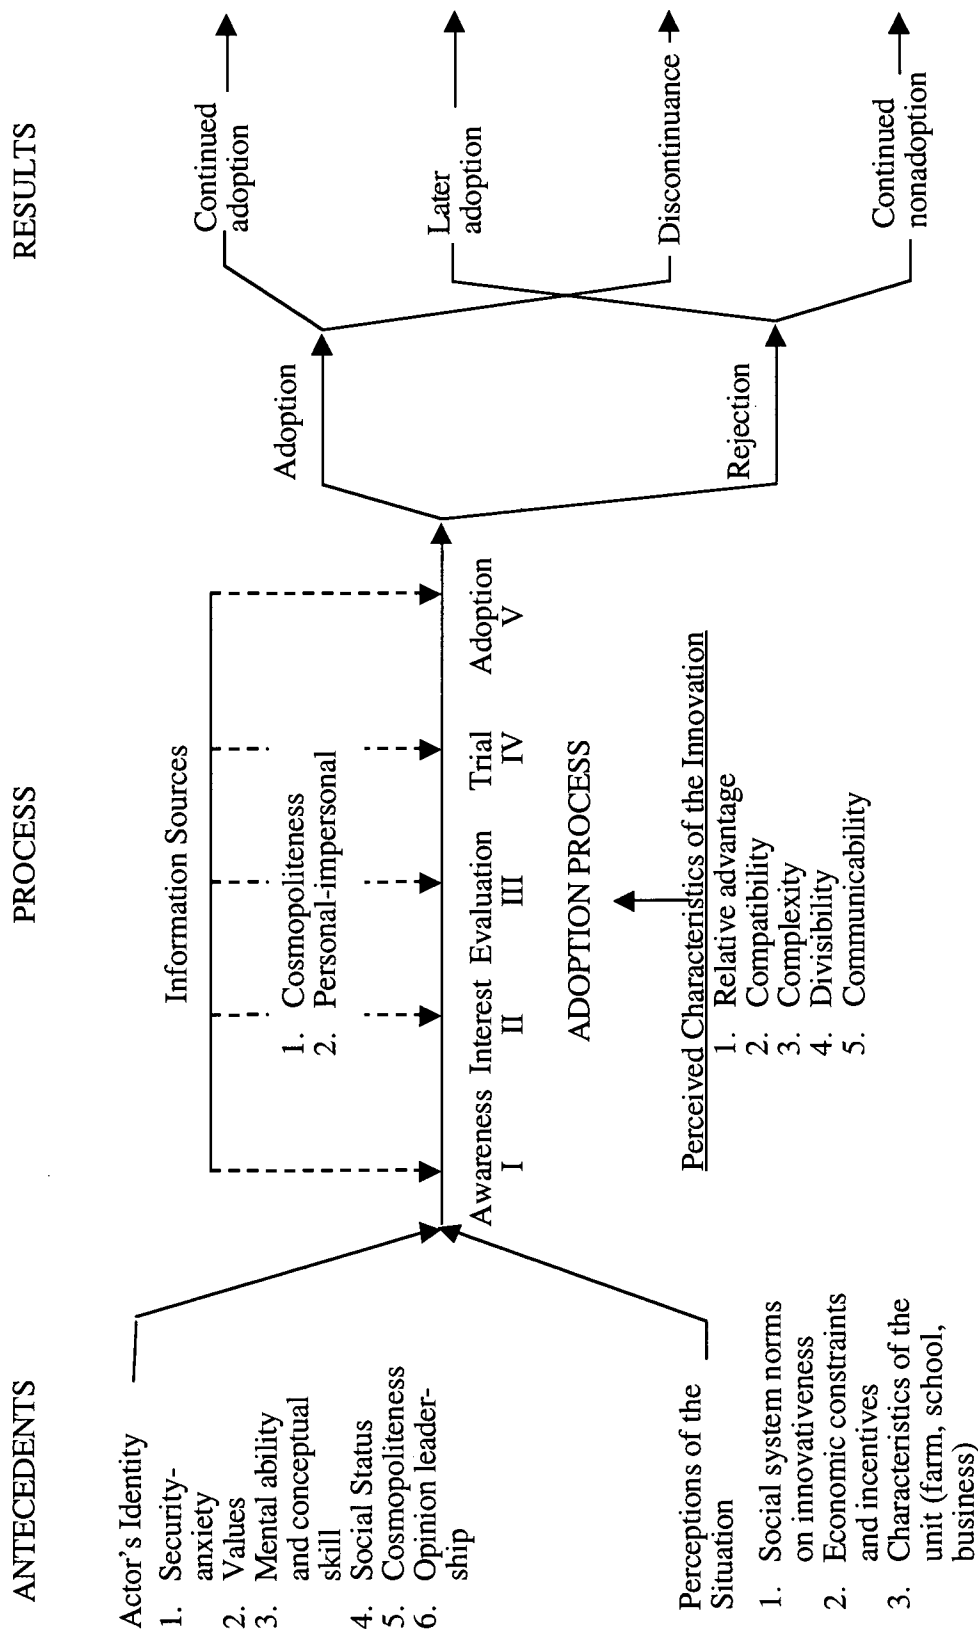 ANTECEDENTS
PROCESS
RESULTS
Actor's Identity
1. Security-
anxiety
2. Values
3. Mental ability
and conceptual
skill
4. Social Status
5. Cosmopoliteness
6. Opinion leader-
ship
Perceptions of the
Situation
1. Social system norms
on innovativeness
2. Economic constraints
and incentives
3. Characteristics of the
unit ((farm, school,
business)
Information Sources
1. Cosmopoliteness
2. Personal-impersonal
Awareness Interest Evaluation Trial Adoption
I II III IV V
ADOPTION PROCESS
Perceived Characteristics of the Innovation
1. Relative advantage
2. Compatibility
3. Complexity
4. Divisibility
5. Communicability
Adoption
Rejection
Continued
adoption
Later
adoption
Discontinuance
Continued
nonadoption